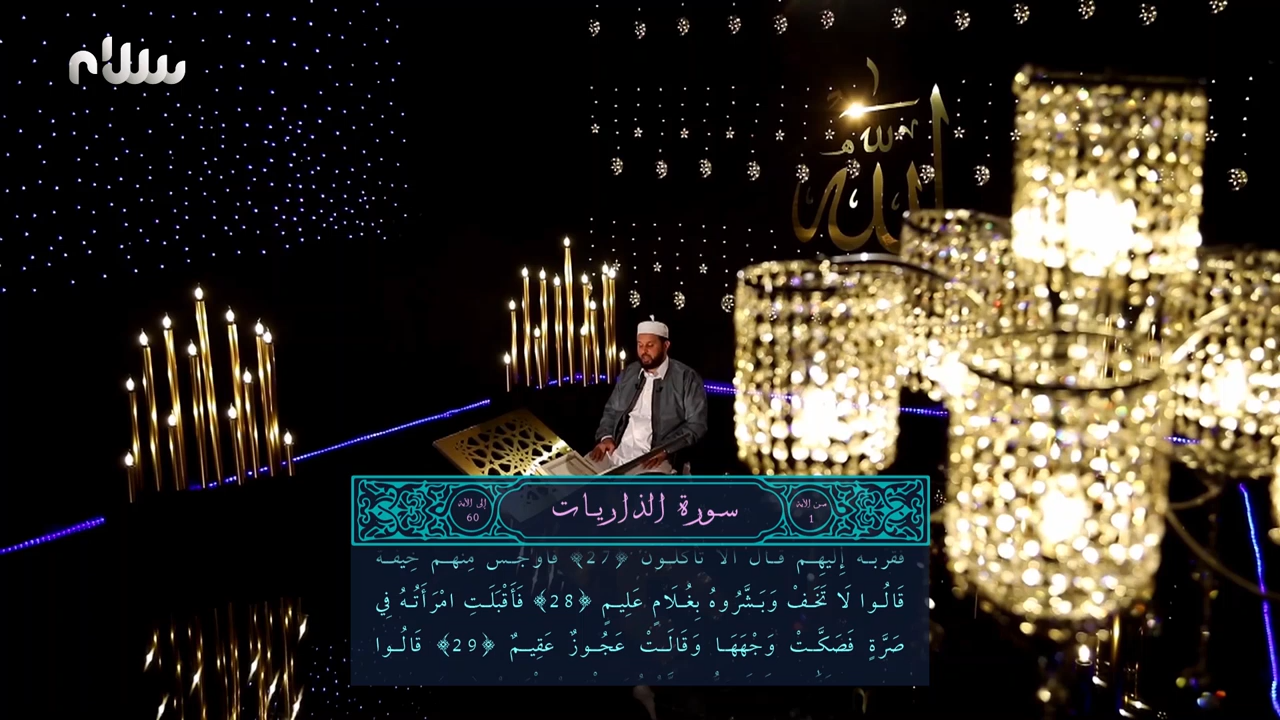 سلام
الله
سورة الذاريات
من الآية
1
إلى الآية
60
فقربه إليهم قال ألا تأكلون ﴿27﴾ فأوجس منهم خيفة
قَالُوا لَا تَخَفْ وَبَشَّرُوهُ بِغُلَامٍ عَلِيمٍ ﴿28﴾ فَأَقْبَلَتِ امْرَأَتُهُ فِي
صَرَّةٍ فَصَكَّتْ وَجْهَهَا وَقَالَتْ عَجُوزٌ عَقِيمٌ ﴿29﴾ قَالُوا